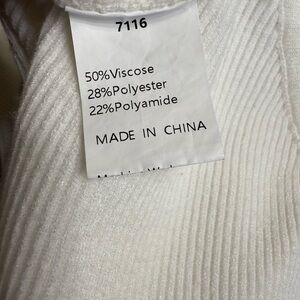 7116
50%Viscose
28%Polyester
22%Polyamide
MADE IN CHINA